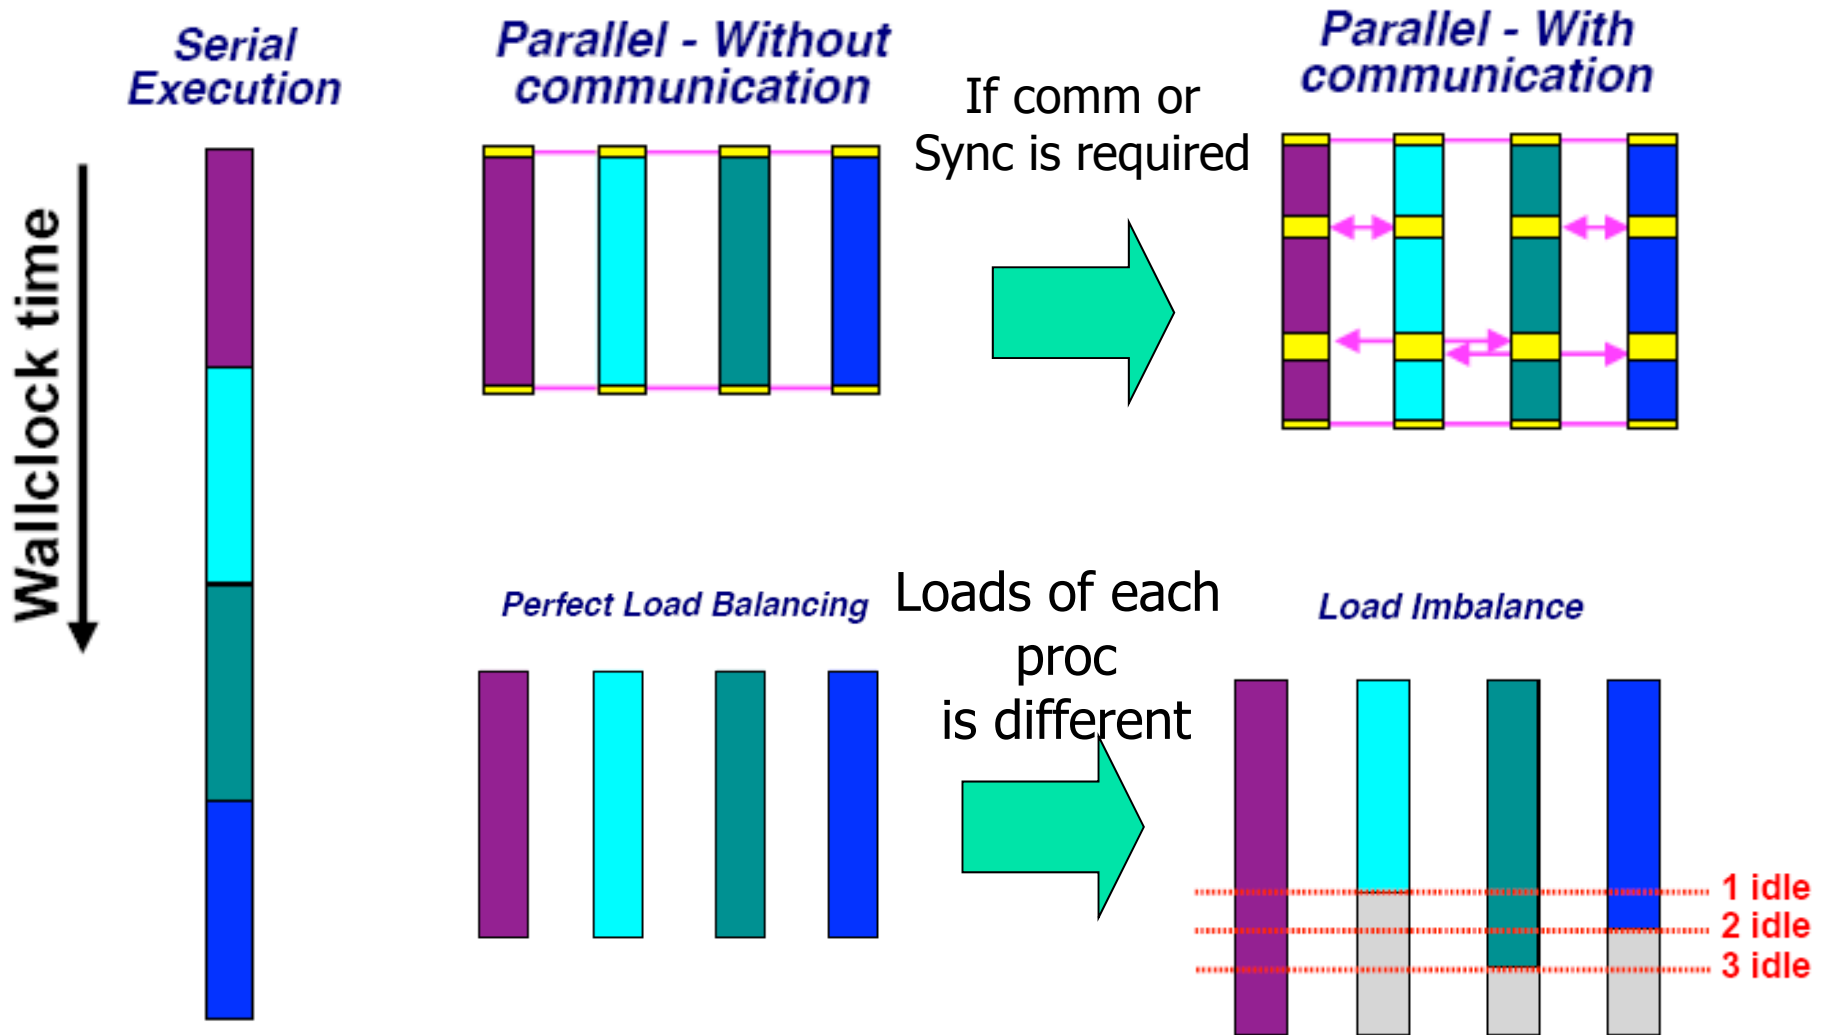 Serial
Execution
Parallel - Without
communication
If comm or
Sync is required
Parallel - With
communication
Wallclock time
Perfect Load Balancing
Loads of each
proc
is different
Load Imbalance
1 idle
2 idle
3 idle